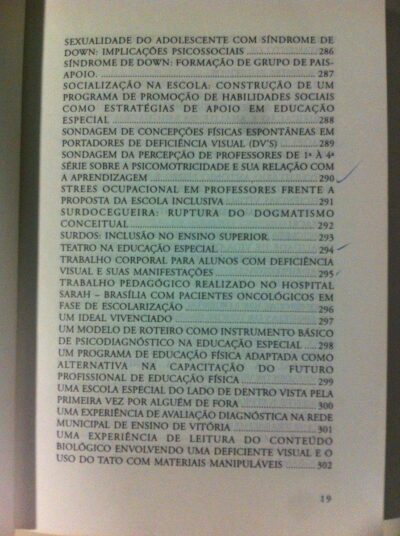 SEXUALIDADE DO ADOLESCENTE COM SÍNDROME DE
DOWN: IMPLICAÇÕES PSICOSSOCIAIS ........................ 286
SÍNDROME DE DOWN: FORMAÇÃO DE GRUPO DE PAIS-
APOIO. ........................ 287
SOCIALIZAÇÃO NA ESCOLA: CONSTRUÇÃO DE UM
PROGRAMA DE PROMOÇÃO DE HABILIDADES SOCIAIS
COMO ESTRATÉGIAS DE APOIO EM EDUCAÇÃO
ESPECIAL ........................ 288
SONDAGEM DE CONCEPÇÕES FÍSICAS ESPONTÂNEAS EM
PORTADORES DE DEFICIÊNCIA VISUAL (DV'S) ........ 289
SONDAGEM DA PERCEPÇÃO DE PROFESSORES DE 1ª À 4ª
SÉRIE SOBRE A PSICOMOTRICIDADE E SUA RELAÇÃO COM
A APRENDIZAGEM ........................ 290
STREES OCUPACIONAL EM PROFESSORES FRENTE A
PROPOSTA DA ESCOLA INCLUSIVA ........................ 291
SURDOCEGUEIRA: RUPTURA DO DOGMATISMO
CONCEITUAL ........................ 292
SURDOS: INCLUSÃO NO ENSINO SUPERIOR. ............ 293
TEATRO NA EDUCAÇÃO ESPECIAL ........................ 294
TRABALHO CORPORAL PARA ALUNOS COM DEFICIÊNCIA
VISUAL E SUAS MANIFESTAÇÕES ........................ 295
TRABALHO PEDAGÓGICO REALIZADO NO HOSPITAL
SARAH – BRASÍLIA COM PACIENTES ONCOLÓGICOS EM
FASE DE ESCOLARIZAÇÃO ........................ 296
UM IDEAL VIVENCIADO ........................ 297
UM MODELO DE ROTEIRO COMO INSTRUMENTO BÁSICO
DE PSICODIAGNÓSTICO NA EDUCAÇÃO ESPECIAL ....... 298
UM PROGRAMA DE EDUCAÇÃO FÍSICA ADAPTADA COMO
ALTERNATIVA NA CAPACITAÇÃO DO FUTURO
PROFISSIONAL DE EDUCAÇÃO FÍSICA ............ 299
UMA ESCOLA ESPECIAL DO LADO DE DENTRO VISTA PELA
PRIMEIRA VEZ POR ALGUÉM DE FORA ............ 300
UMA EXPERIÊNCIA DE AVALIAÇÃO DIAGNÓSTICA NA REDE
MUNICIPAL DE ENSINO DE VITÓRIA ............ 301
UMA EXPERIÊNCIA DE LEITURA DO CONTEÚDO
BIOLÓGICO ENVOLVENDO UMA DEFICIENTE VISUAL E O
USO DO TATO COM MATERIAIS MANIPULÁVEIS ............ 302
19